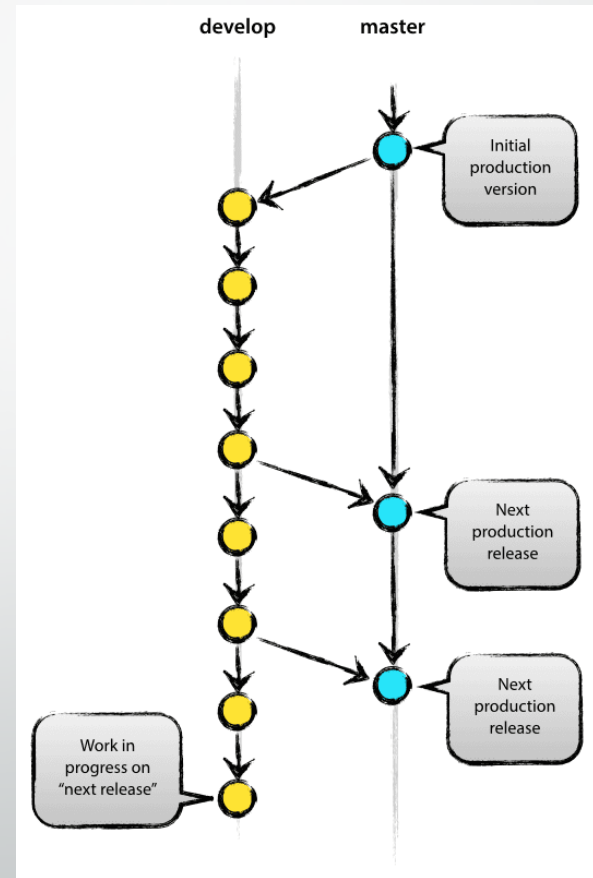 develop
master
Initial
production
version
Next
production
release
Next
production
release
Work in
progress on
“next release”